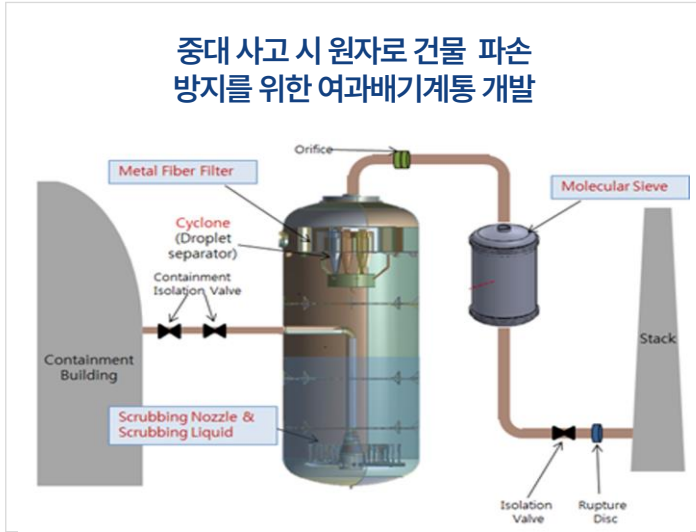 중대 사고 시 원자로 건물 파손
방지를 위한 여과배기계통 개발
Orifice
Metal Fiber Filter
Molecular Sieve
Cyclone
(Droplet
separator)
Containment
Isolation Valve
Containment
Building
Stack
Scrubbing Nozzle &
Scrubbing Liquid
Isolation
Valve
Rupture
Disc